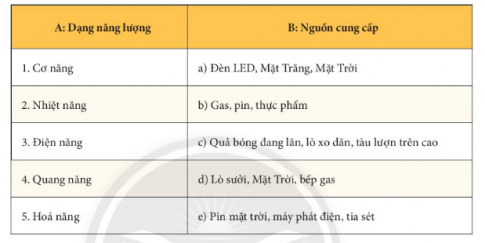 A: Dạng năng lượng
B: Nguồn cung cấp
1. Cơ năng
a) Đèn LED, Mặt Trăng, Mặt Trời
2. Nhiệt năng
b) Gas, pin, thực phẩm
3. Điện năng
c) Quả bóng đang lăn, lò xo dãn, tàu lượn trên cao
4. Quang năng
d) Lò sưởi, Mặt Trời, bếp gas
5. Hoá năng
e) Pin mặt trời, máy phát điện, tia sét